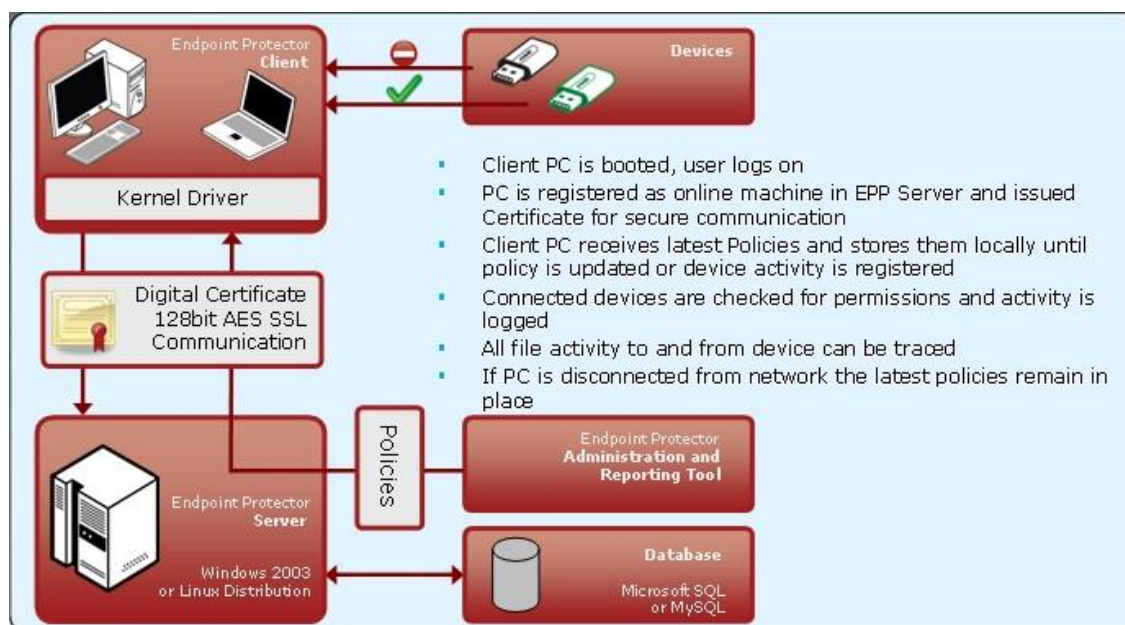 Endpoint Protector
Client
Kernel Driver
Devices
Client PC is booted, user logs on
PC is registered as online machine in EPP Server and issued
Certificate for secure communication
Client PC receives latest Policies and stores them locally until
policy is updated or device activity is registered
Connected devices are checked for permissions and activity is
logged
All file activity to and from device can be traced
If PC is disconnected from network the latest policies remain in
place
Digital Certificate
128bit AES SSL
Communication
Policies
Endpoint Protector
Administration and
Reporting Tool
Endpoint Protector
Server
Windows 2003
or Linux Distribution
Database
Microsoft SQL
or MySQL